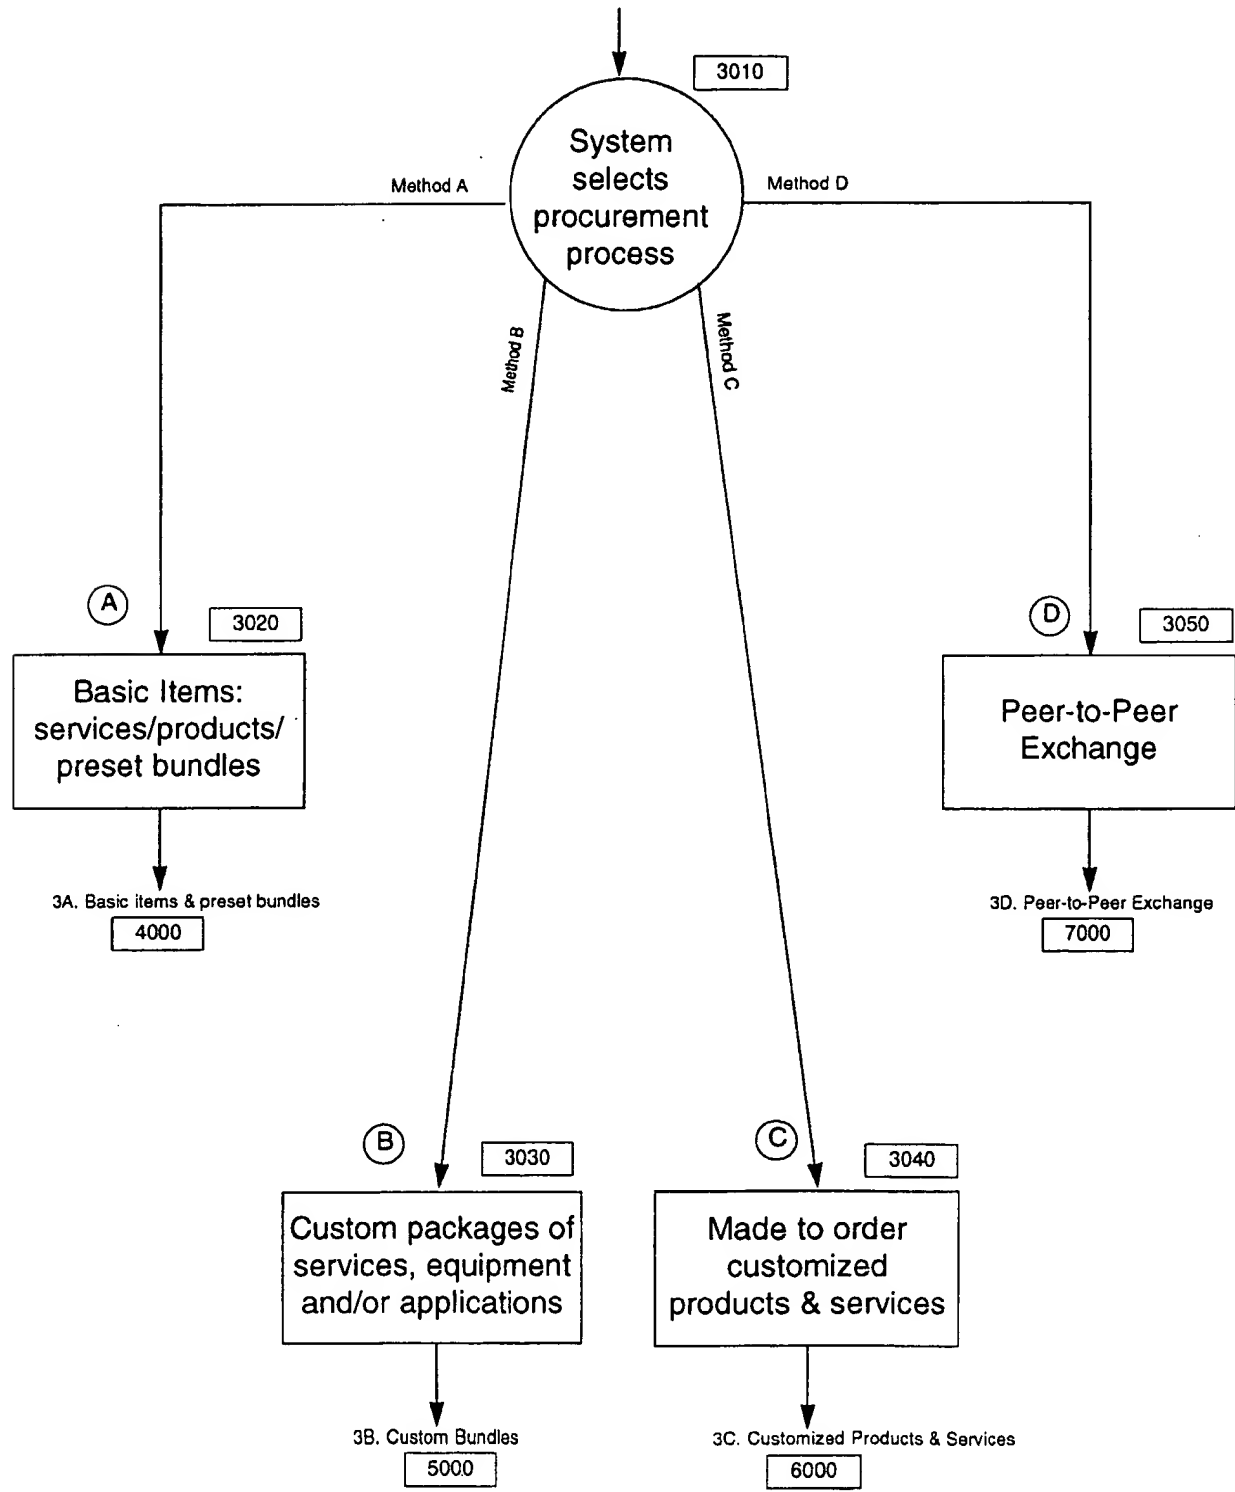 3010
System
selects
procurement
process
Method A
Method D
Method B
Method C
A
3020
Basic Items:
services/products/
preset bundles
3A. Basic items & preset bundles
4000
D
3050
Peer-to-Peer
Exchange
3D. Peer-to-Peer Exchange
7000
B
3030
Custom packages of
services, equipment
and/or applications
3B. Custom Bundles
5000
C
3040
Made to order
customized
products & services
3C. Customized Products & Services
6000